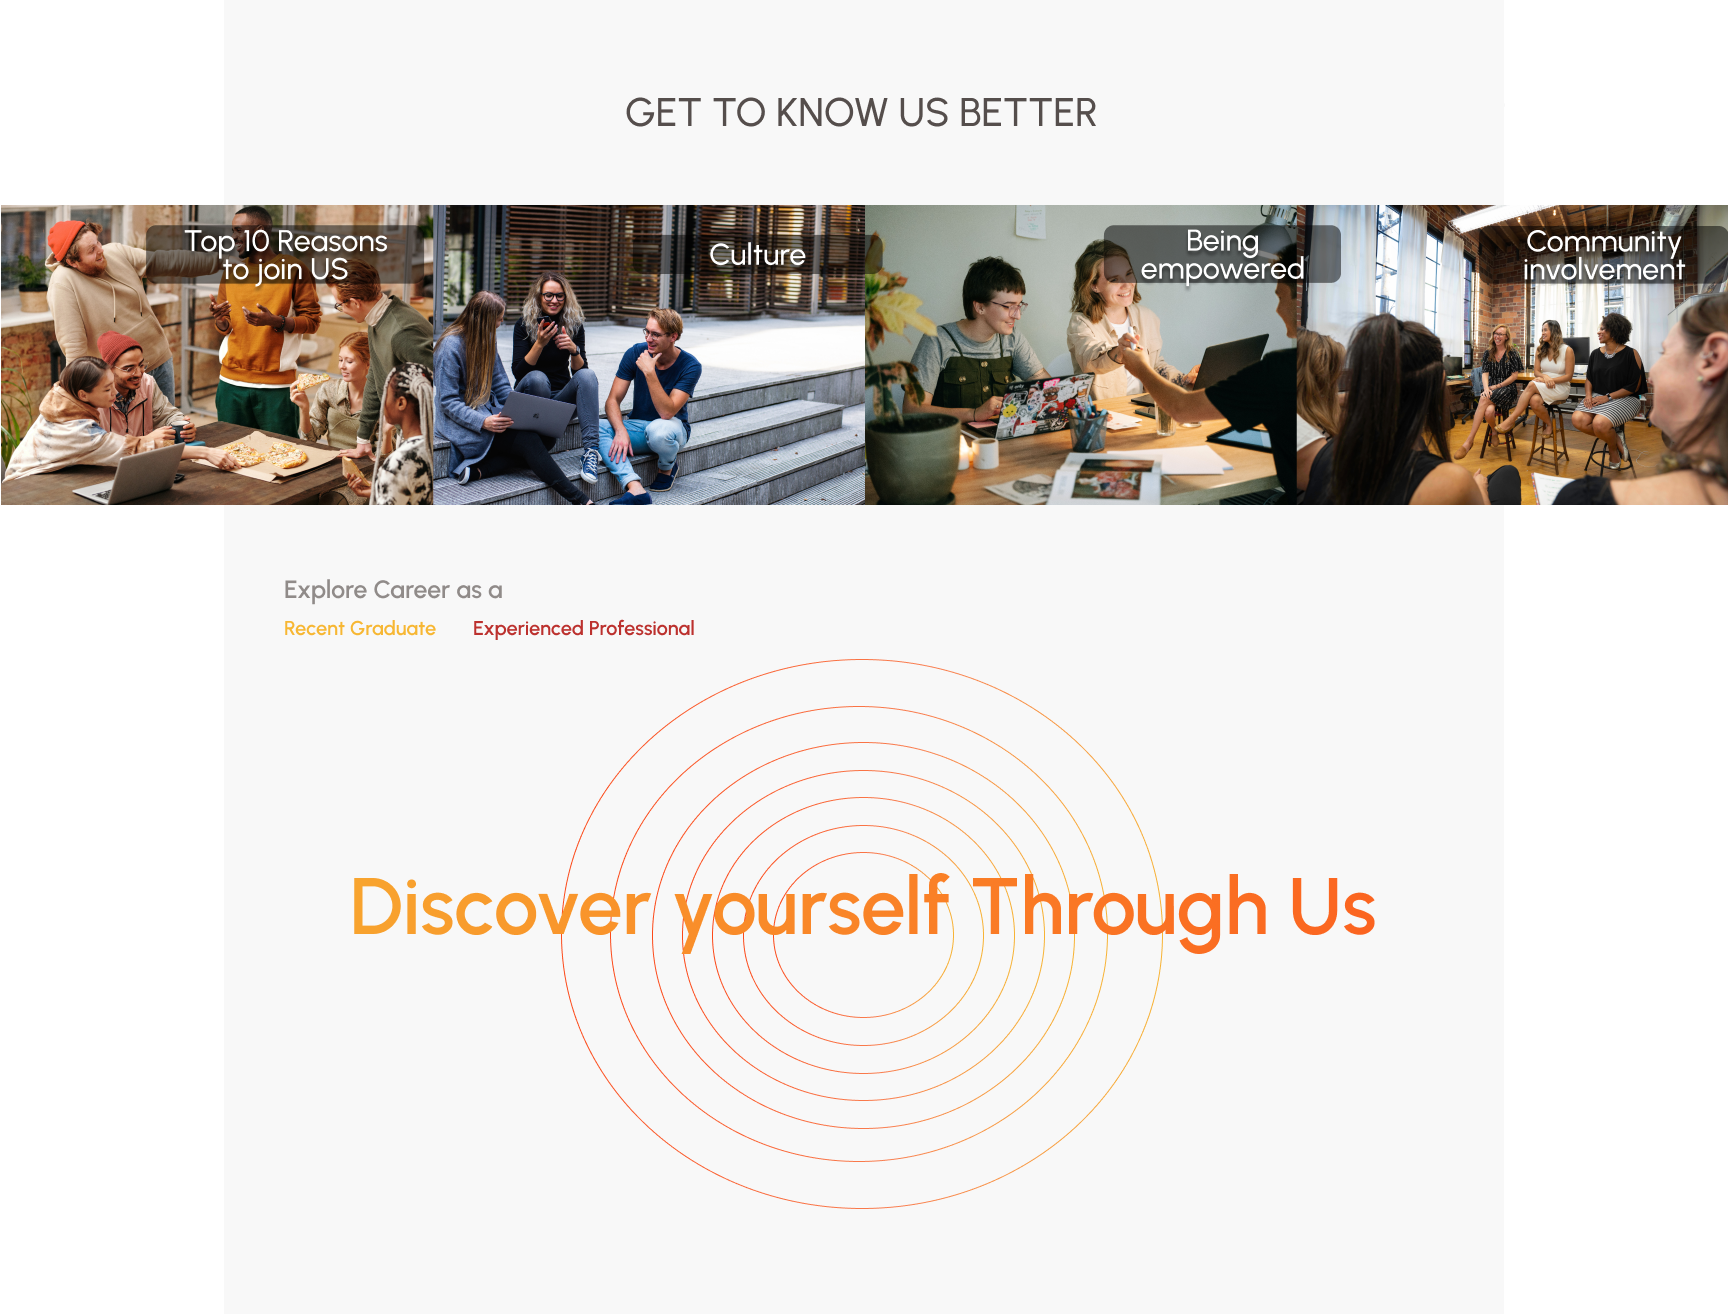 GET TO KNOW US BETTER
Top 10 Reasons
to join US
Culture
Being
empowered
Community
involvement
Explore Career as a
Recent Graduate
Experienced Professional
Discover yourself Through Us